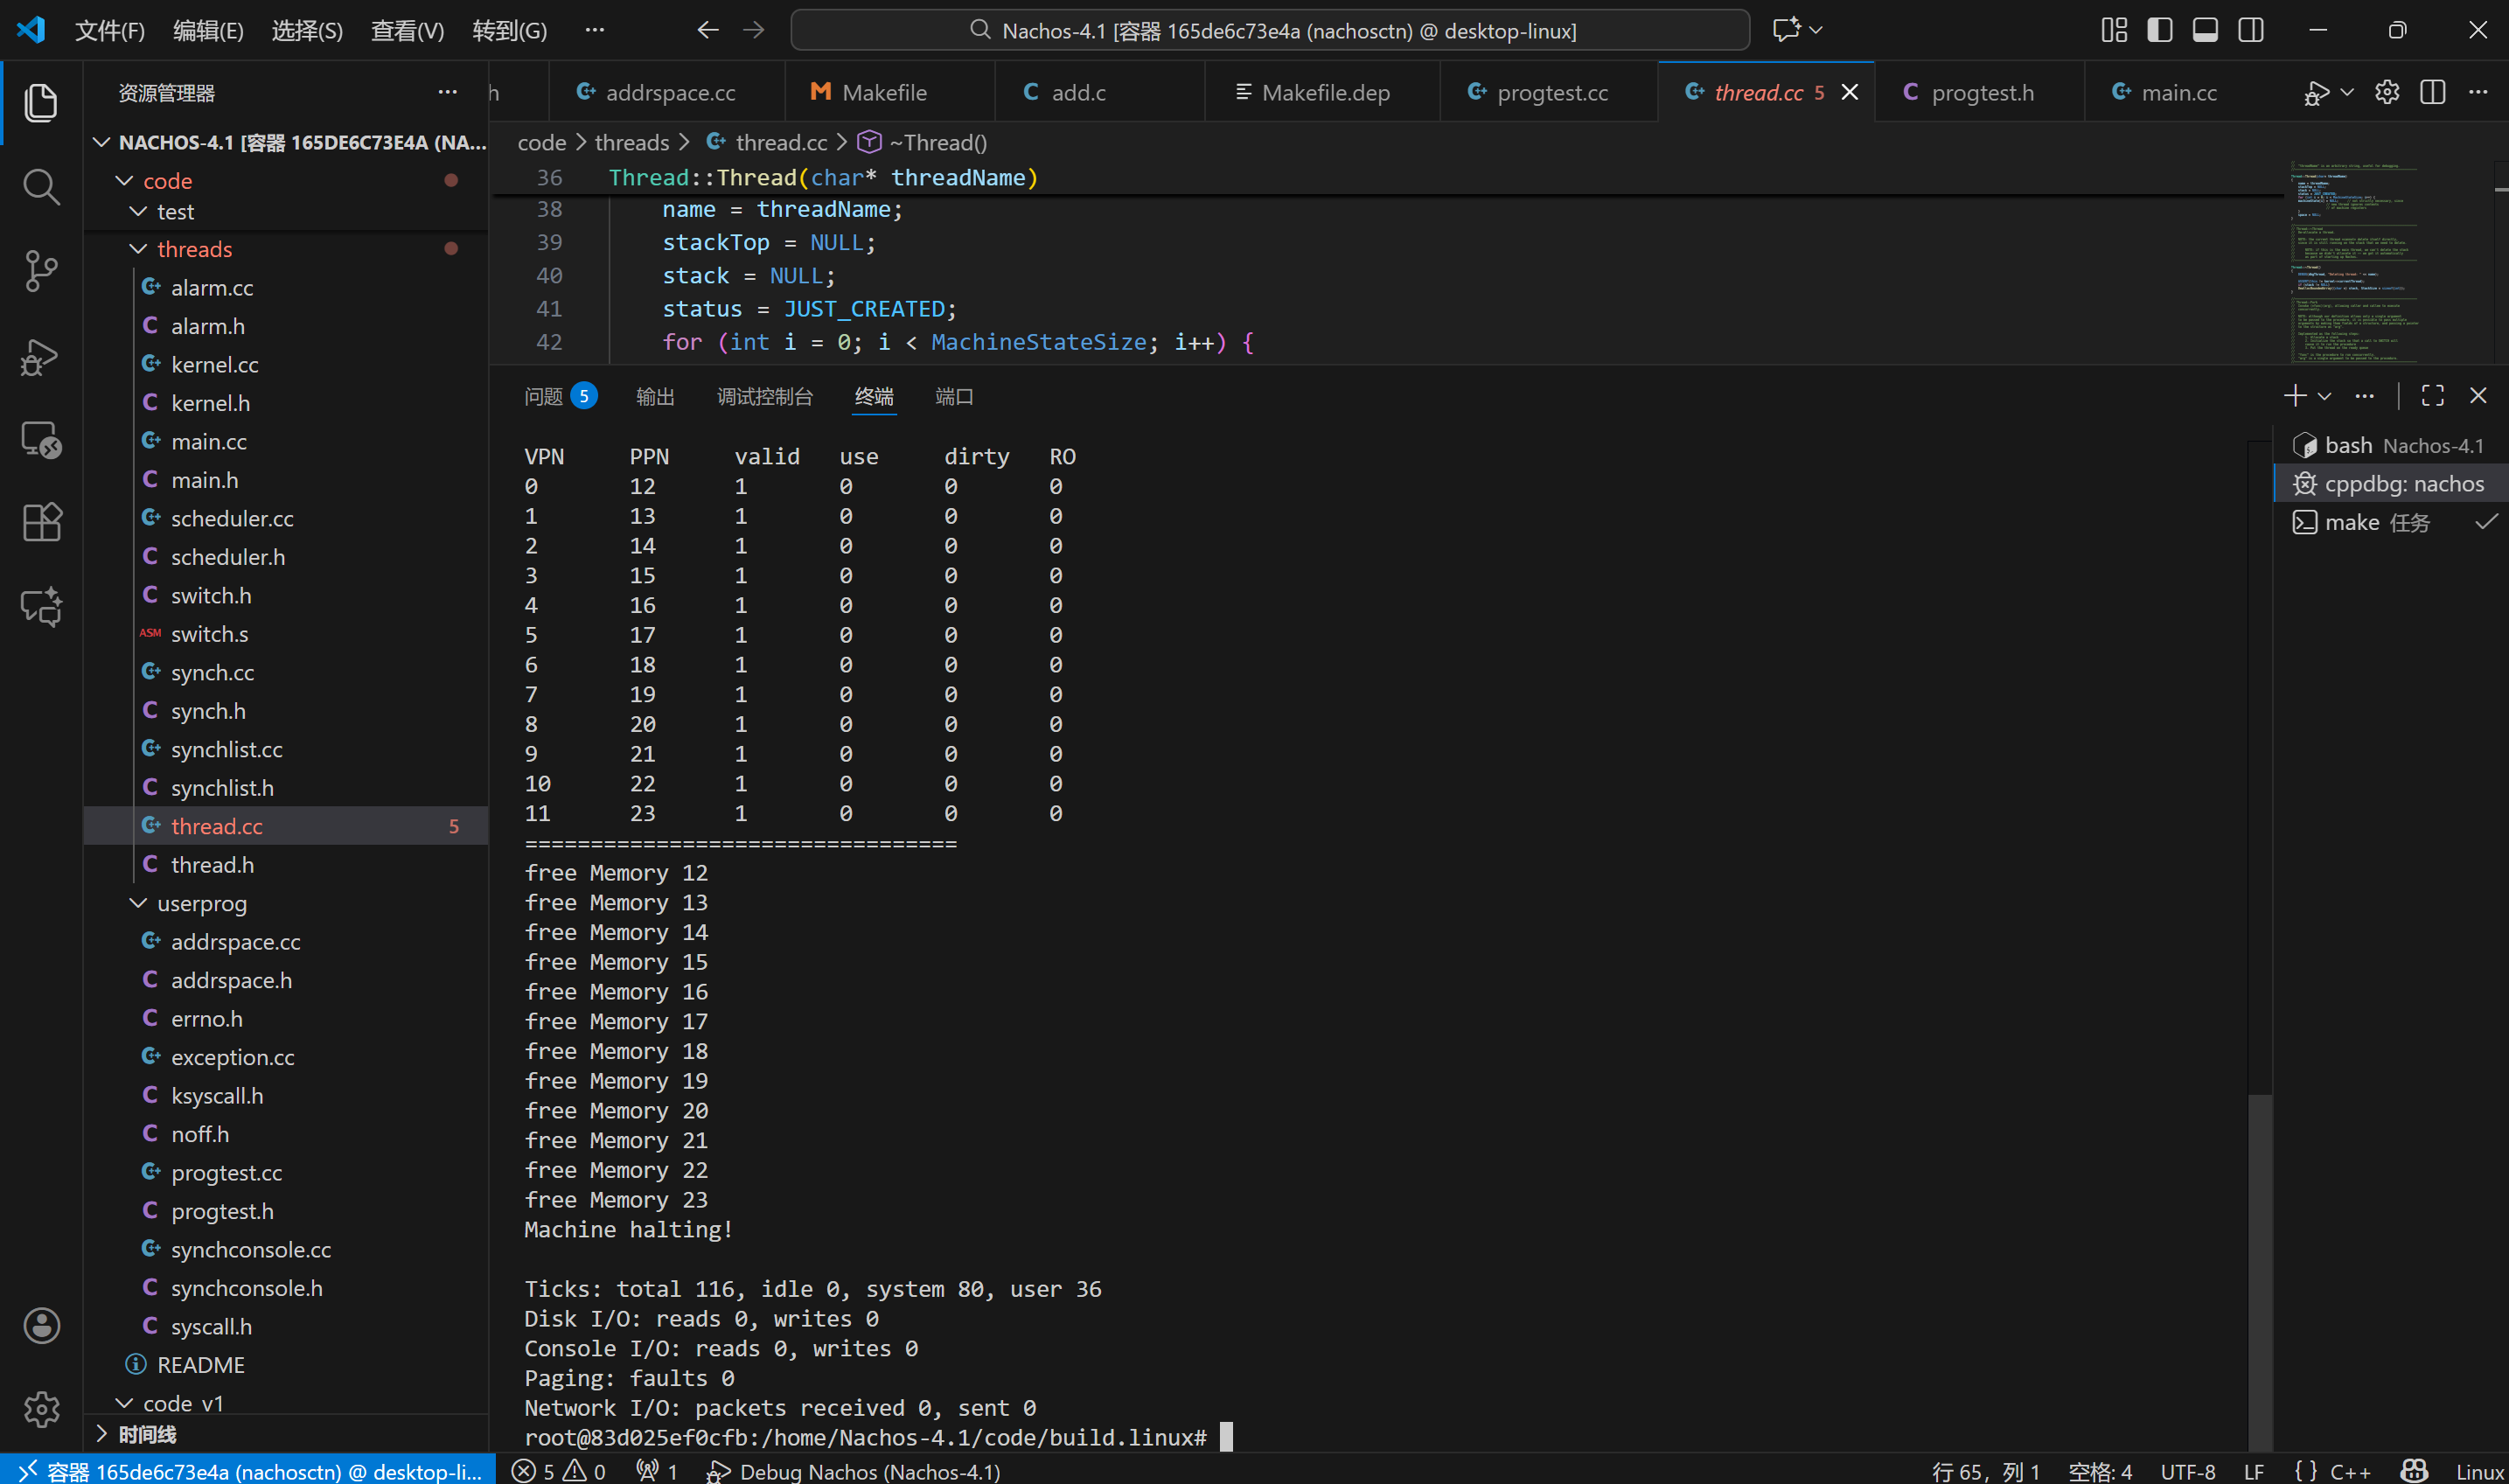 文件(F) 编辑(E) 选择(S) 查看(V) 转到(G) ··· Nachos-4.1 [容器 165de6c73e4a (nachosctn) @ desktop-linux]
资源管理器 ···
h addrspace.cc Makefile add.c Makefile.dep progtest.cc thread.cc 5 progtest.h main.cc
NACHOS-4.1 [容器 165DE6C73E4A (NA...
code
test
threads
alarm.cc
alarm.h
kernel.cc
kernel.h
main.cc
main.h
scheduler.cc
scheduler.h
switch.h
ASM switch.s
synch.cc
synch.h
synchlist.cc
synchlist.h
thread.cc 5
thread.h
userprog
addrspace.cc
addrspace.h
errno.h
exception.cc
ksyscall.h
noff.h
progtest.cc
progtest.h
synchconsole.cc
synchconsole.h
syscall.h
README
code v1
时间线
code > threads > thread.cc > ~Thread()
36 Thread::Thread(char* threadName)
38 name = threadName;
39 stackTop = NULL;
40 stack = NULL;
41 status = JUST_CREATED;
42 for (int i = 0; i < MachineStateSize; i++) {
问题 5 输出 调试控制台 终端 端口
VPN PPN valid use dirty RO
0 12 1 0 0 0
1 13 1 0 0 0
2 14 1 0 0 0
3 15 1 0 0 0
4 16 1 0 0 0
5 17 1 0 0 0
6 18 1 0 0 0
7 19 1 0 0 0
8 20 1 0 0 0
9 21 1 0 0 0
10 22 1 0 0 0
11 23 1 0 0 0
=================================
free Memory 12
free Memory 13
free Memory 14
free Memory 15
free Memory 16
free Memory 17
free Memory 18
free Memory 19
free Memory 20
free Memory 21
free Memory 22
free Memory 23
Machine halting!
Ticks: total 116, idle 0, system 80, user 36
Disk I/O: reads 0, writes 0
Console I/O: reads 0, writes 0
Paging: faults 0
Network I/O: packets received 0, sent 0
root@83d025ef0cfb:/home/Nachos-4.1/code/build.linux#
bash Nachos-4.1
cppdbg: nachos
make 任务
容器 165de6c73e4a (nachosctn) @ desktop-li... 5 0 1 Debug Nachos (Nachos-4.1) 行 65，列 1 空格: 4 UTF-8 LF {} C++ Linux